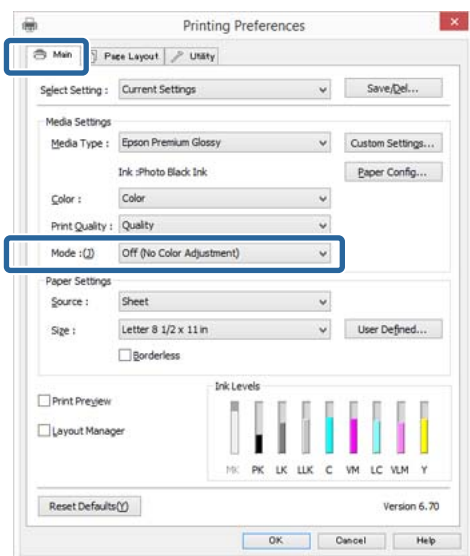 Printing Preferences
Main Page Layout Utility
Select Setting : Current Settings Save/Del...
Media Settings
Media Type : Epson Premium Glossy Custom Settings...
Ink :Photo Black Ink Paper Config...
Color : Color
Print Quality : Quality
Mode :(J) Off (No Color Adjustment)
Paper Settings
Source : Sheet
Size : Letter 8 1/2 x 11 in User Defined...
Borderless
Ink Levels
Print Preview
Layout Manager
MK PK LK LLK C VM LC VLM Y
Reset Defaults(Y) Version 6.70
OK Cancel Help